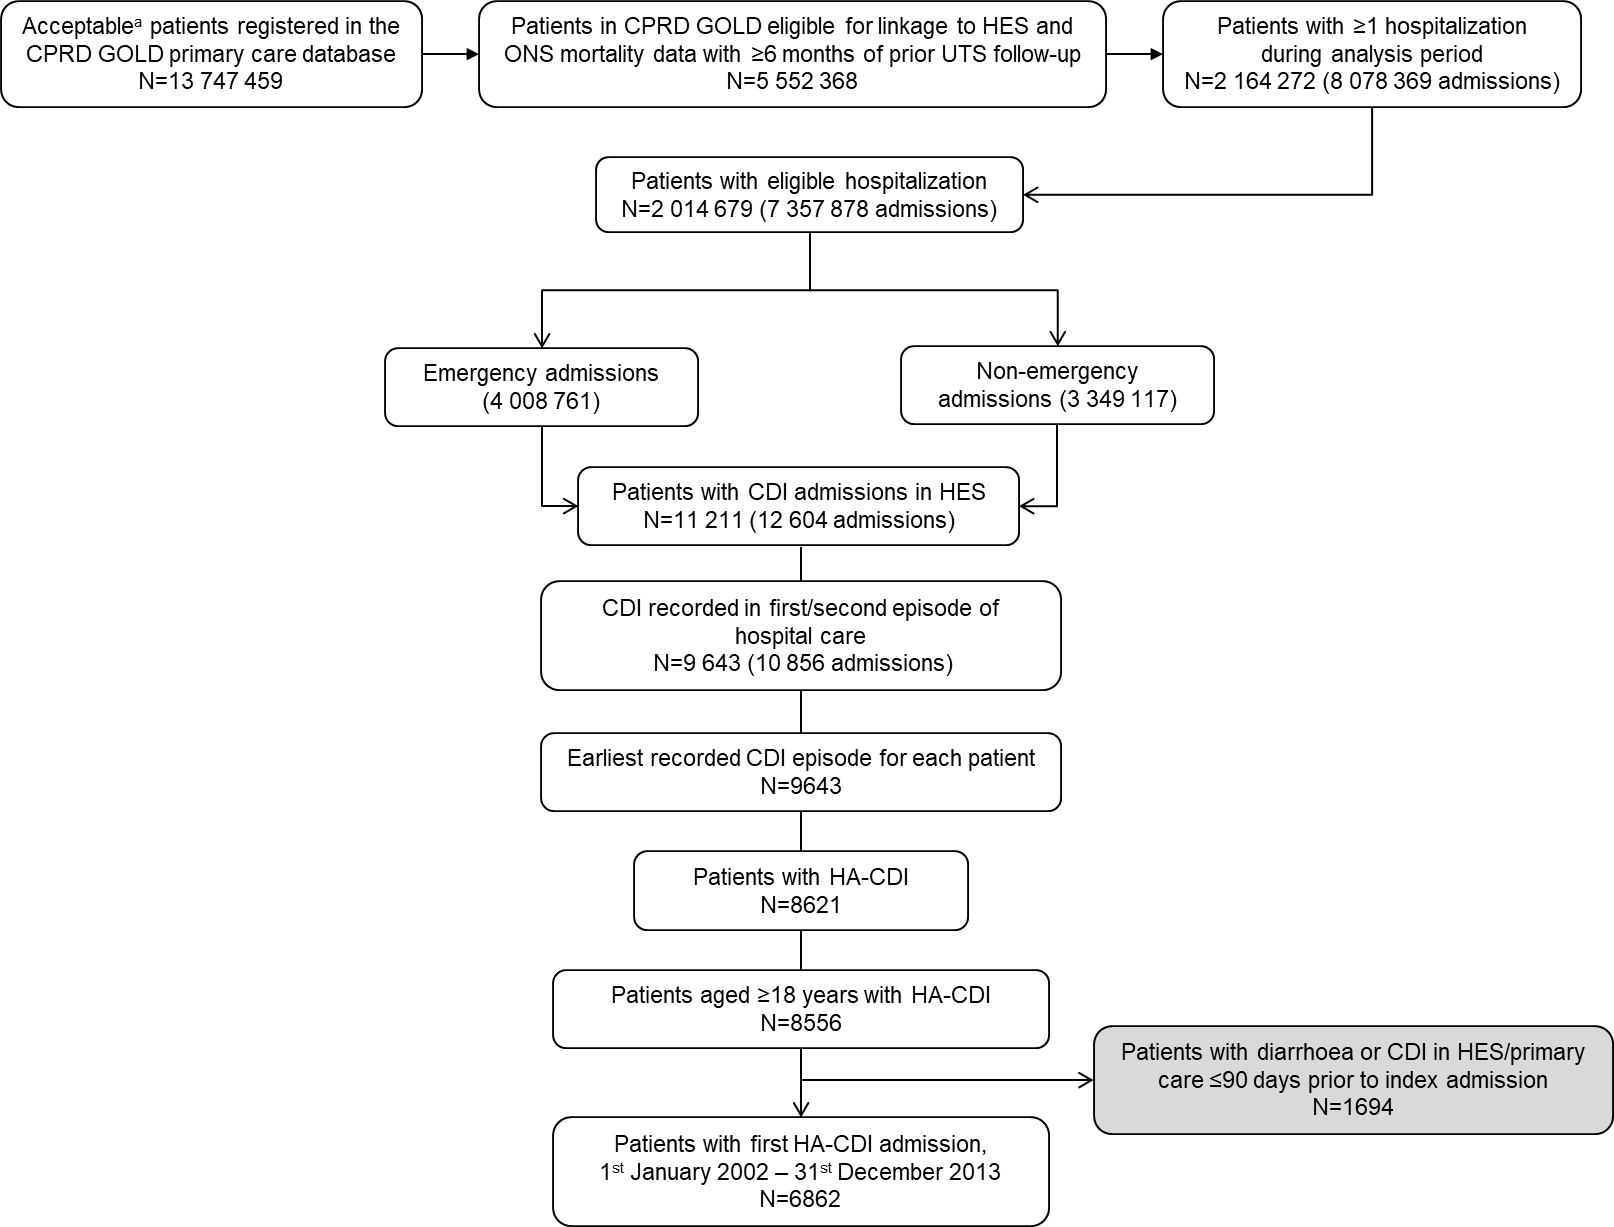 Acceptableᵃ patients registered in the
CPRD GOLD primary care database
N=13 747 459
Patients in CPRD GOLD eligible for linkage to HES and
ONS mortality data with ≥6 months of prior UTS follow-up
N=5 552 368
Patients with ≥1 hospitalization
during analysis period
N=2 164 272 (8 078 369 admissions)
Patients with eligible hospitalization
N=2 014 679 (7 357 878 admissions)
Emergency admissions
(4 008 761)
Non-emergency
admissions (3 349 117)
Patients with CDI admissions in HES
N=11 211 (12 604 admissions)
CDI recorded in first/second episode of
hospital care
N=9 643 (10 856 admissions)
Earliest recorded CDI episode for each patient
N=9643
Patients with HA-CDI
N=8621
Patients aged ≥18 years with HA-CDI
N=8556
Patients with diarrhoea or CDI in HES/primary
care ≤90 days prior to index admission
N=1694
Patients with first HA-CDI admission,
1ˢᵗ January 2002 – 31ˢᵗ December 2013
N=6862